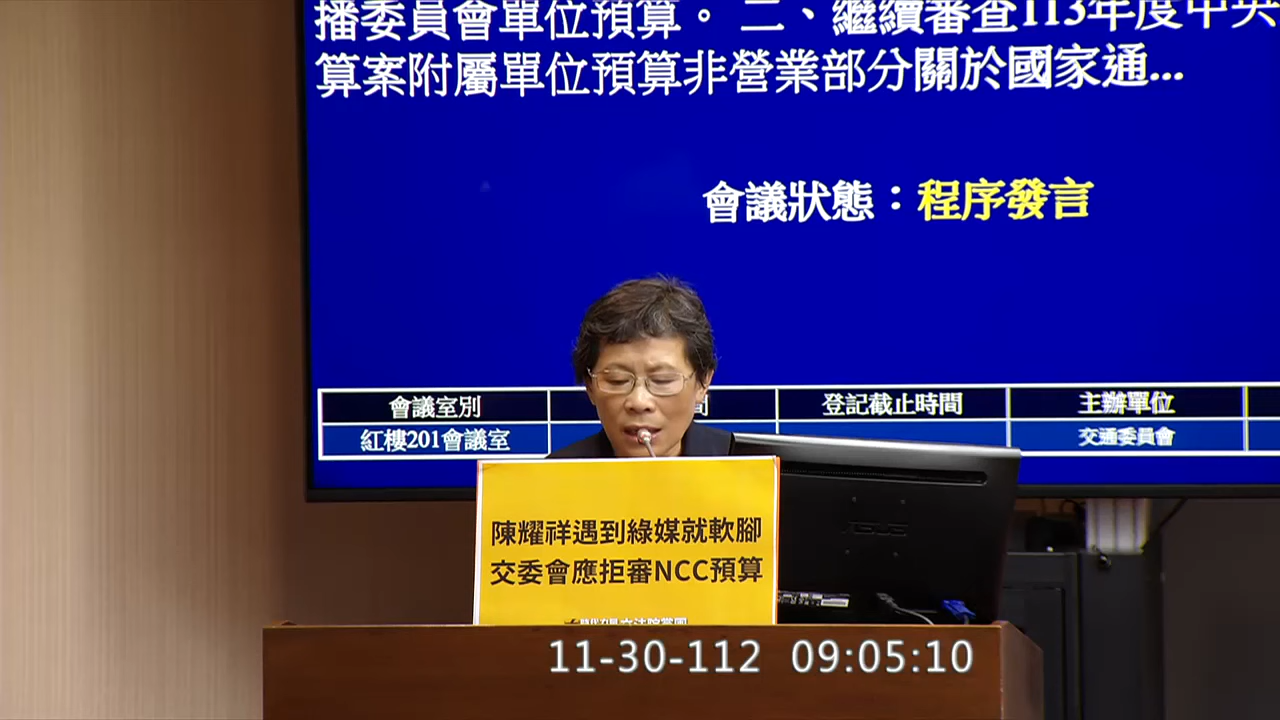 播委員會單位預算。 二、繼續審查113年度中央
算案附屬單位預算非營業部分關於國家通...
會議狀態：程序發言
會議室別
間
登記截止時間
主辦單位
紅樓201會議室
交通委員會
ASUS
陳耀祥遇到綠媒就軟腳
交委會應拒審NCC預算
11-30-112 09:05:10